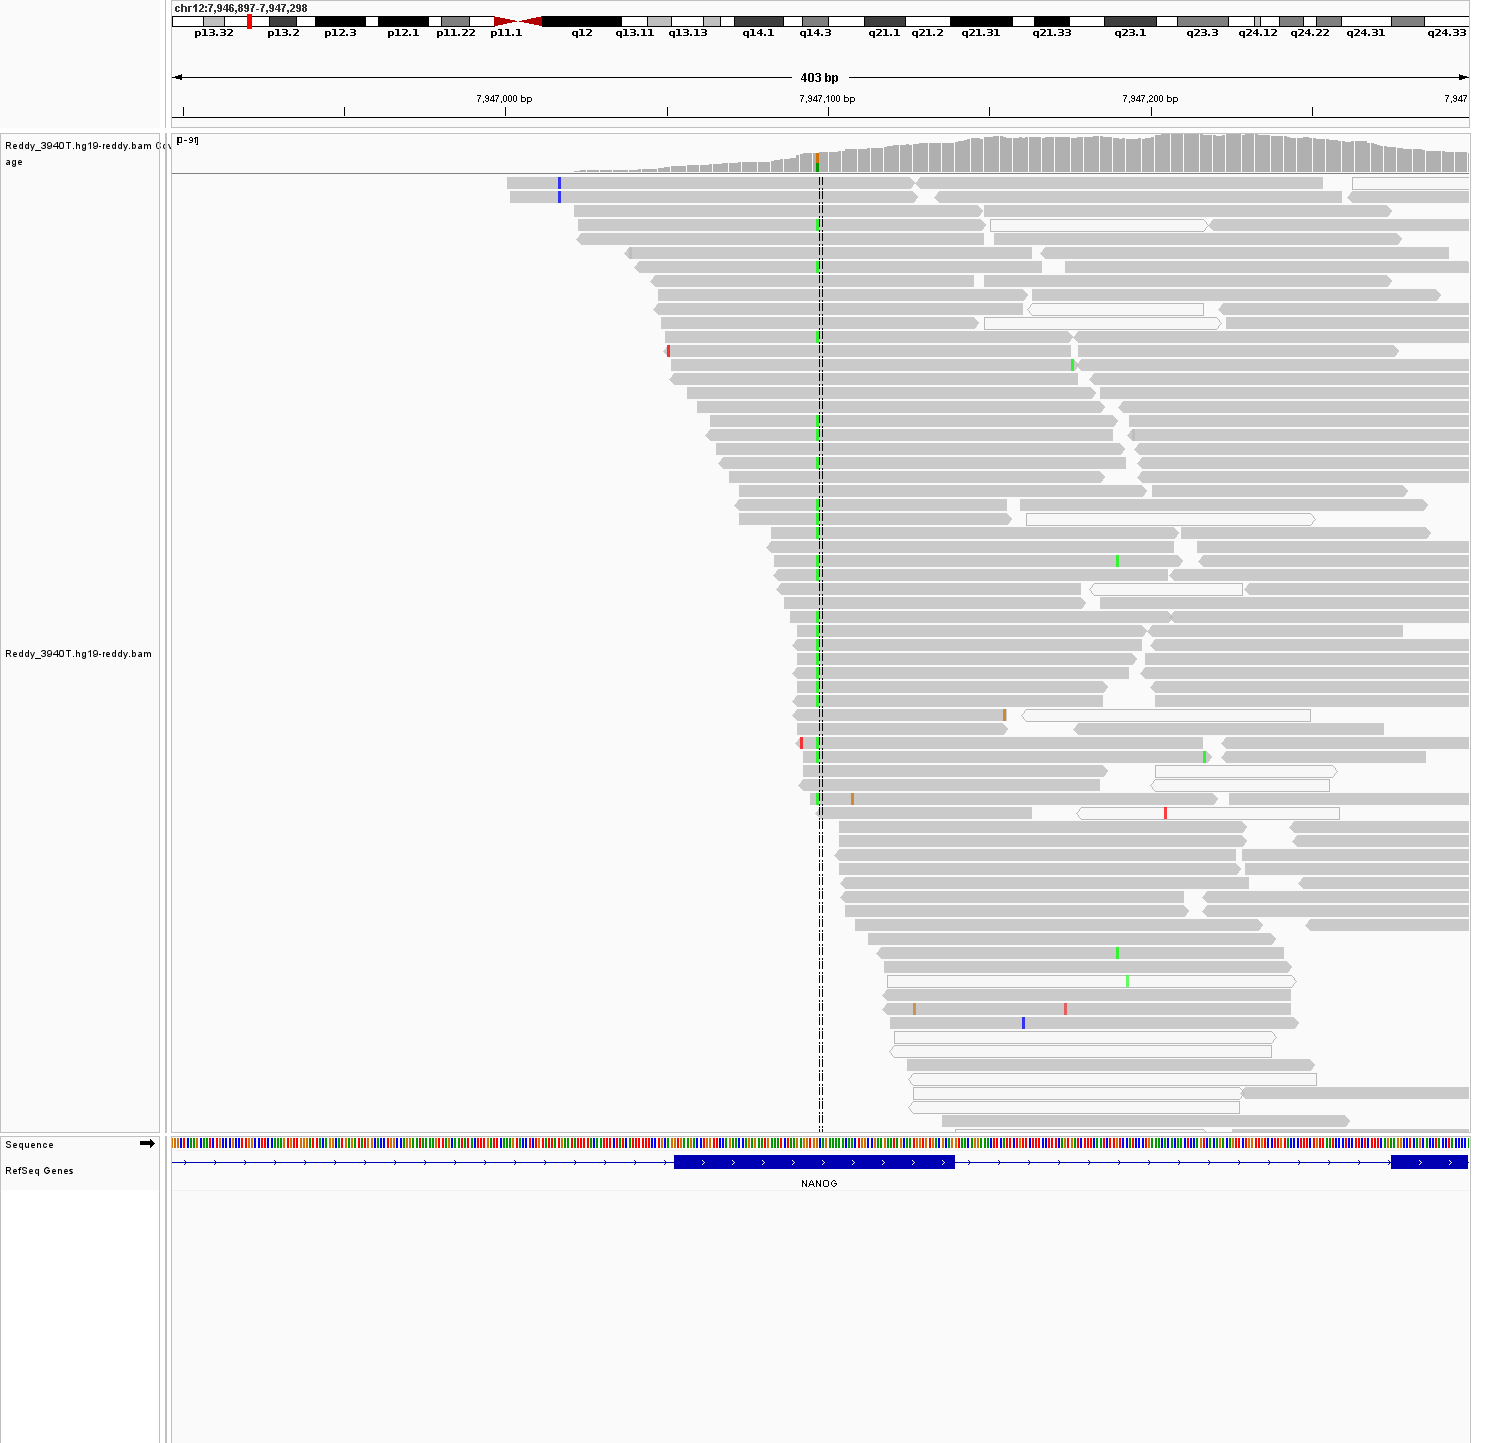 chr12:7,946,897-7,947,298
p13.32 p13.2 p12.3 p12.1 p11.22 p11.1 q12 q13.11 q13.13 q14.1 q14.3 q21.1 q21.2 q21.31 q21.33 q23.1 q23.3 q24.12 q24.22 q24.31 q24.33
403 bp
7,947,000 bp 7,947,100 bp 7,947,200 bp 7,947
Reddy_3940T.hg19-reddy.bam Cov
age
[0-91]
Reddy_3940T.hg19-reddy.bam
Sequence
RefSeq Genes
NANOG